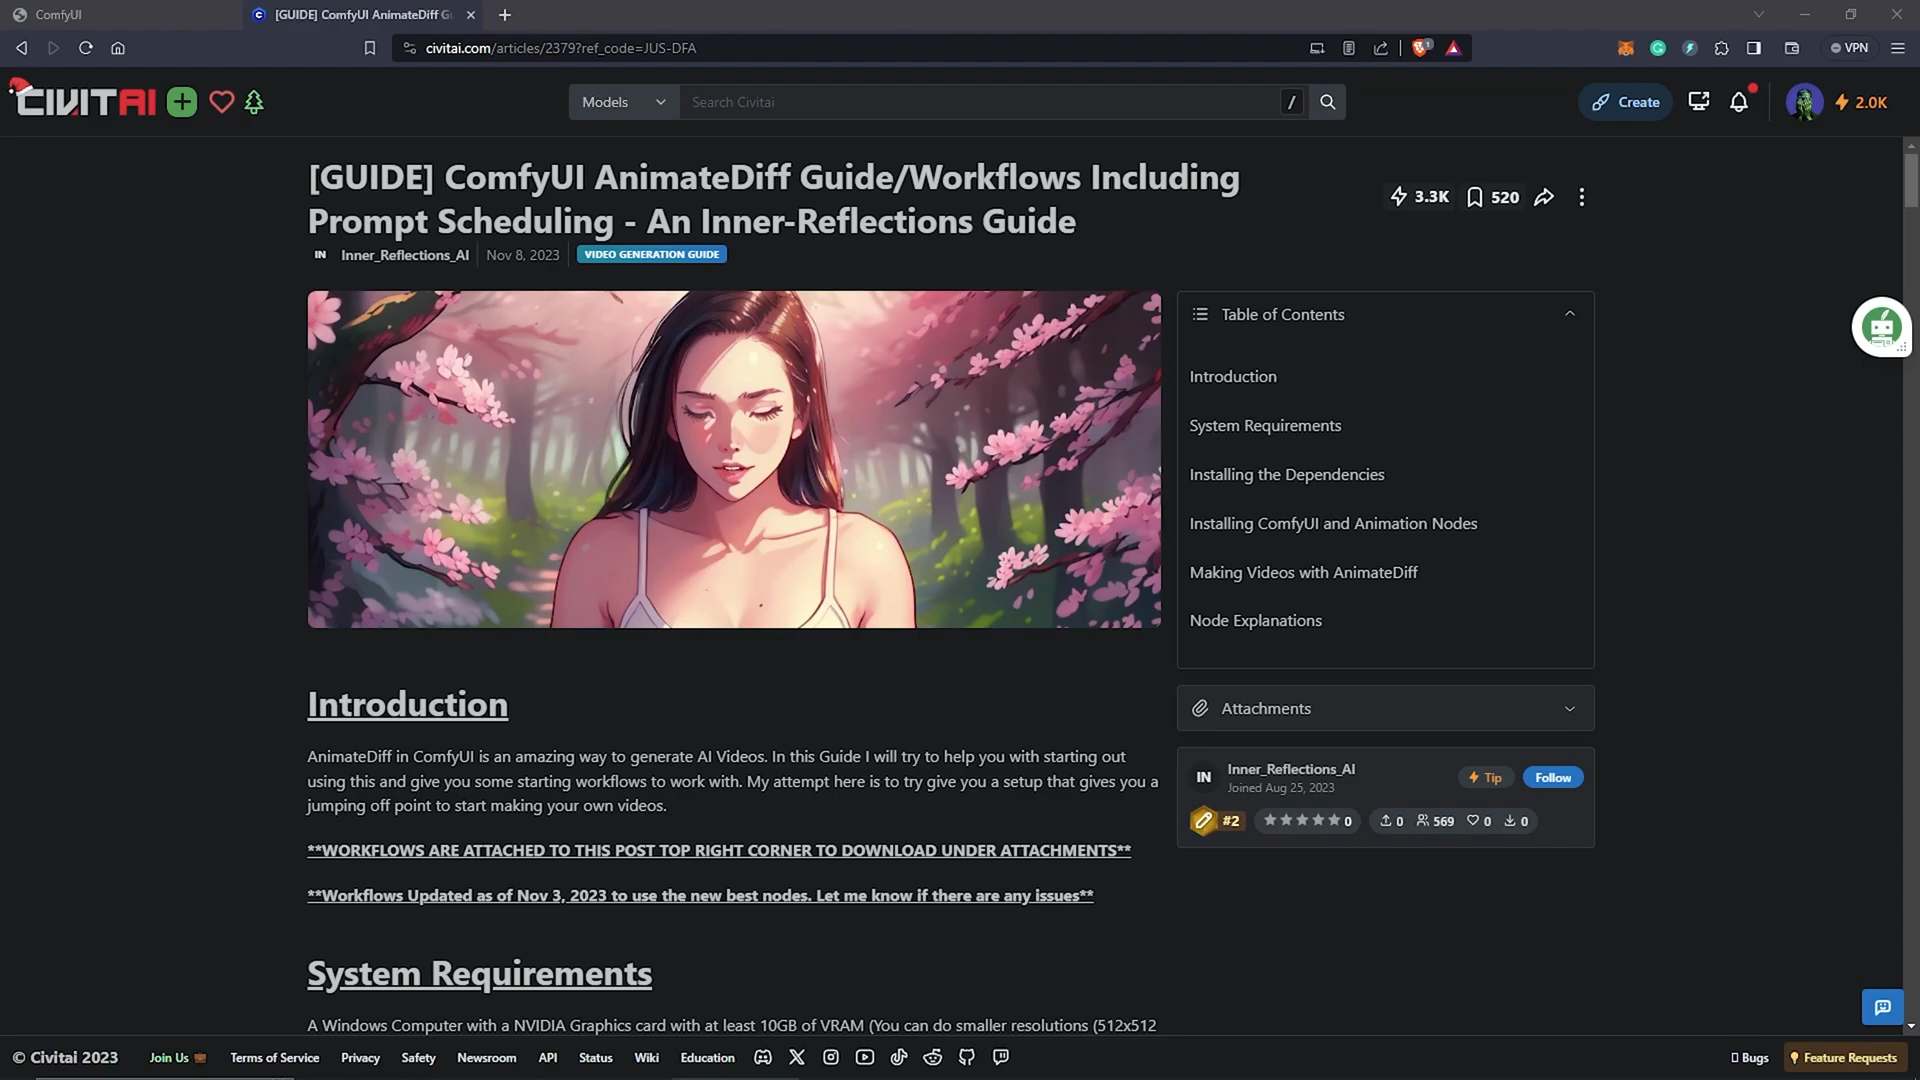 ComfyUI
[GUIDE] ComfyUI AnimateDiff G
civitai.com/articles/2379?ref_code=JUS-DFA
1
VPN
CIVITAI
Models
Search Civitai
/
Create
2.0K
[GUIDE] ComfyUI AnimateDiff Guide/Workflows Including
Prompt Scheduling - An Inner-Reflections Guide
3.3K
520
IN
Inner_Reflections_AI
Nov 8, 2023
VIDEO GENERATION GUIDE
Table of Contents
Introduction
System Requirements
Installing the Dependencies
Installing ComfyUI and Animation Nodes
Making Videos with AnimateDiff
Node Explanations
Attachments
IN
Inner_Reflections_AI
Joined Aug 25, 2023
Tip
Follow
#2
0
0
569
0
0
Introduction
AnimateDiff in ComfyUI is an amazing way to generate AI Videos. In this Guide I will try to help you with starting out
using this and give you some starting workflows to work with. My attempt here is to try give you a setup that gives you a
jumping off point to start making your own videos.
**WORKFLOWS ARE ATTACHED TO THIS POST TOP RIGHT CORNER TO DOWNLOAD UNDER ATTACHMENTS**
**Workflows Updated as of Nov 3, 2023 to use the new best nodes. Let me know if there are any issues**
System Requirements
A Windows Computer with a NVIDIA Graphics card with at least 10GB of VRAM (You can do smaller resolutions (512x512
© Civitai 2023
Join Us
Terms of Service
Privacy
Safety
Newsroom
API
Status
Wiki
Education
Bugs
Feature Requests